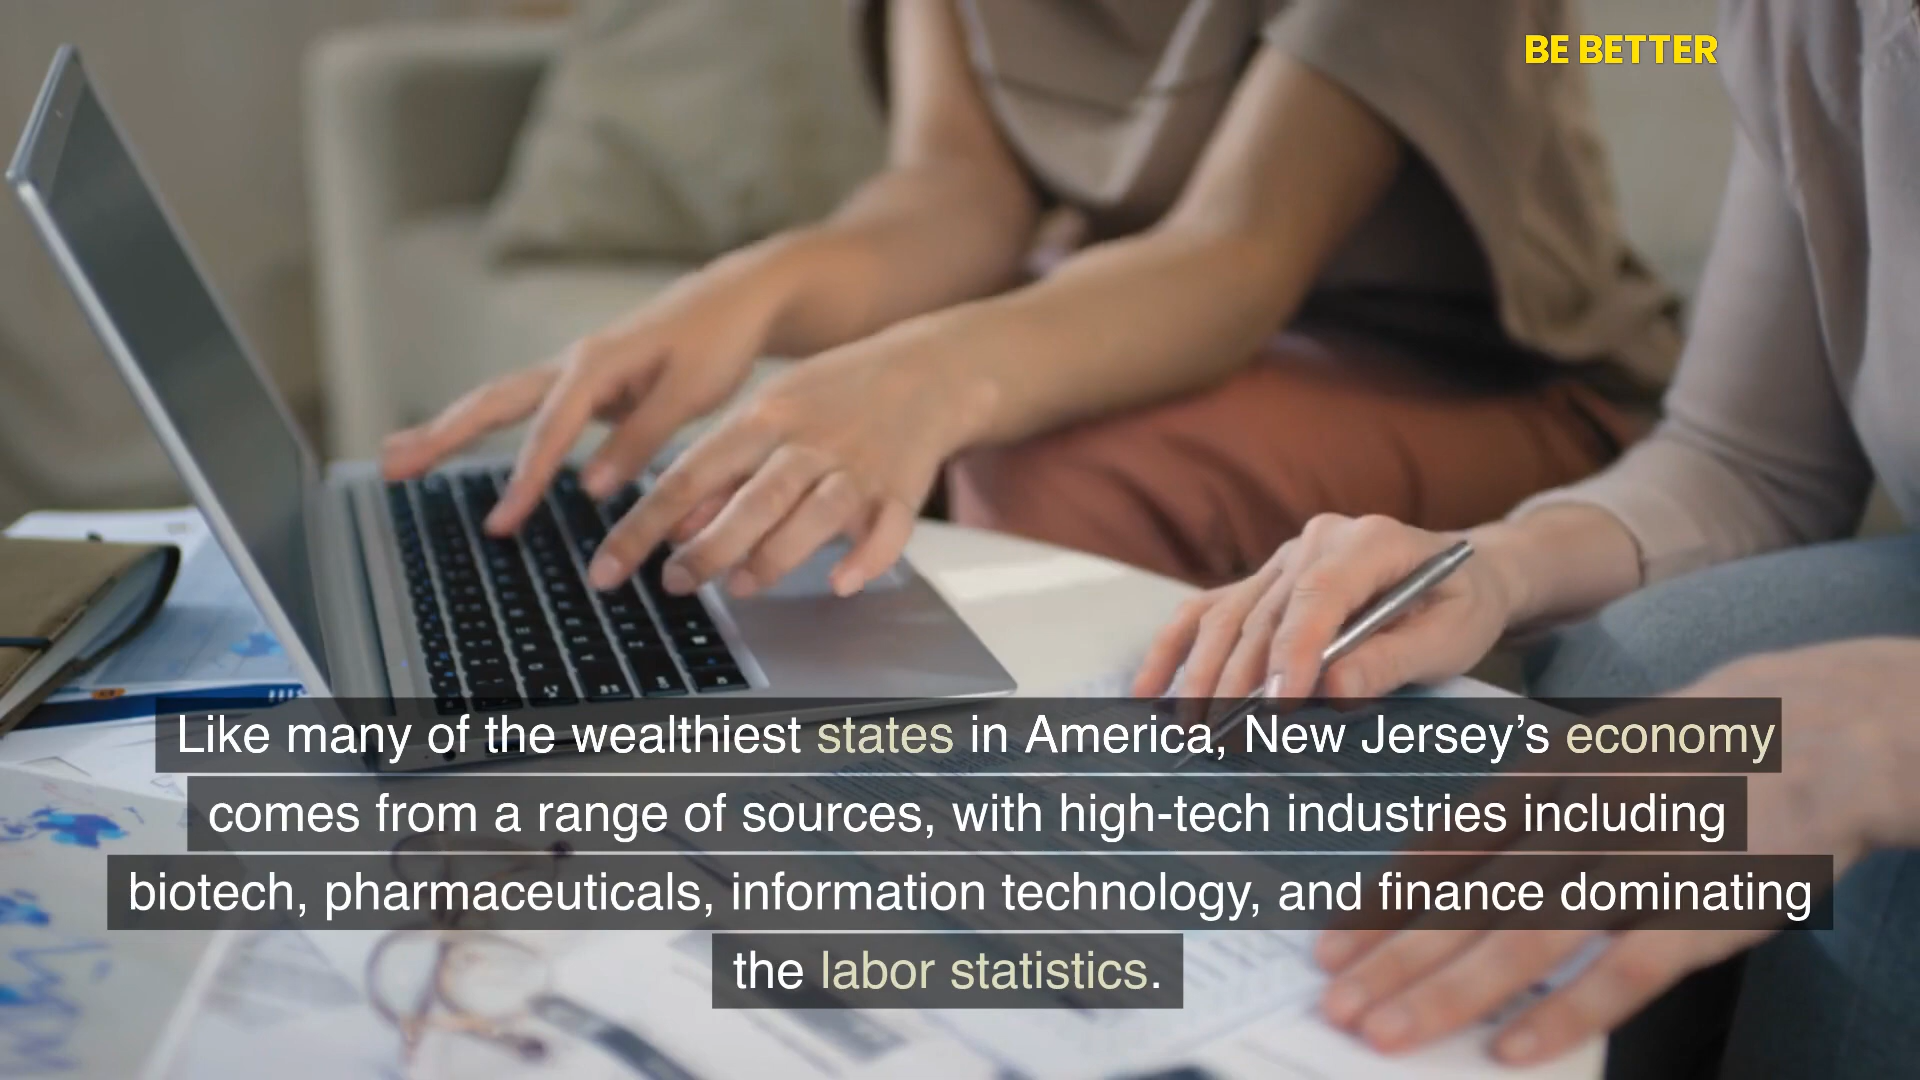 BE BETTER
Like many of the wealthiest states in America, New Jersey’s economy
comes from a range of sources, with high-tech industries including
biotech, pharmaceuticals, information technology, and finance dominating
the labor statistics.